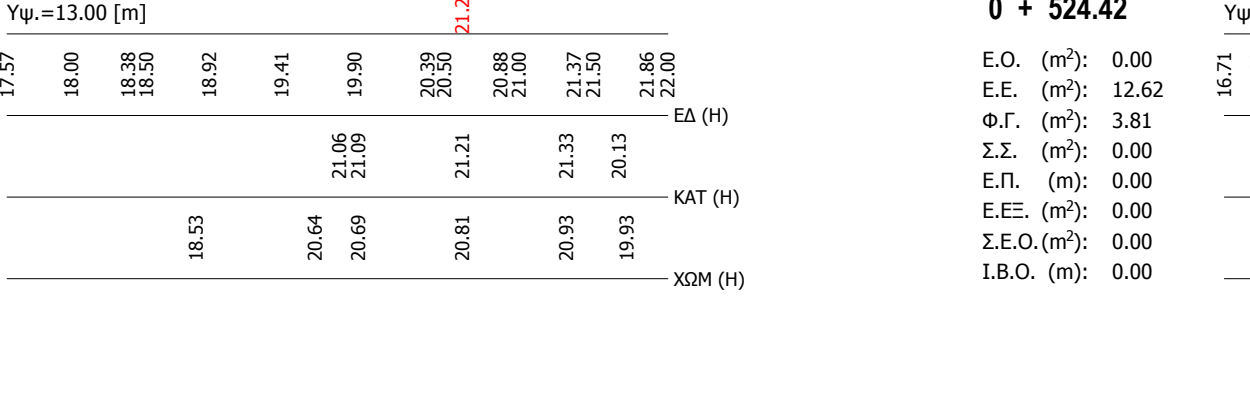 Υψ.=13.00 [m]
17.57 18.00 18.38 18.50 18.92 19.41 19.90 20.39 20.50 20.88 21.00 21.37 21.50 21.86 22.00
ΕΔ (Η)
21.06 21.09 21.21 21.33 20.13
ΚΑΤ (Η)
18.53 20.64 20.69 20.81 20.93 19.93
ΧΩΜ (Η)
0 + 524.42
Ε.Ο. (m²): 0.00
Ε.Ε. (m²): 12.62
Φ.Γ. (m²): 3.81
Σ.Σ. (m²): 0.00
Ε.Π. (m): 0.00
Ε.ΕΞ. (m²): 0.00
Σ.Ε.Ο. (m²): 0.00
Ι.Β.Ο. (m): 0.00
Υψ
16.71